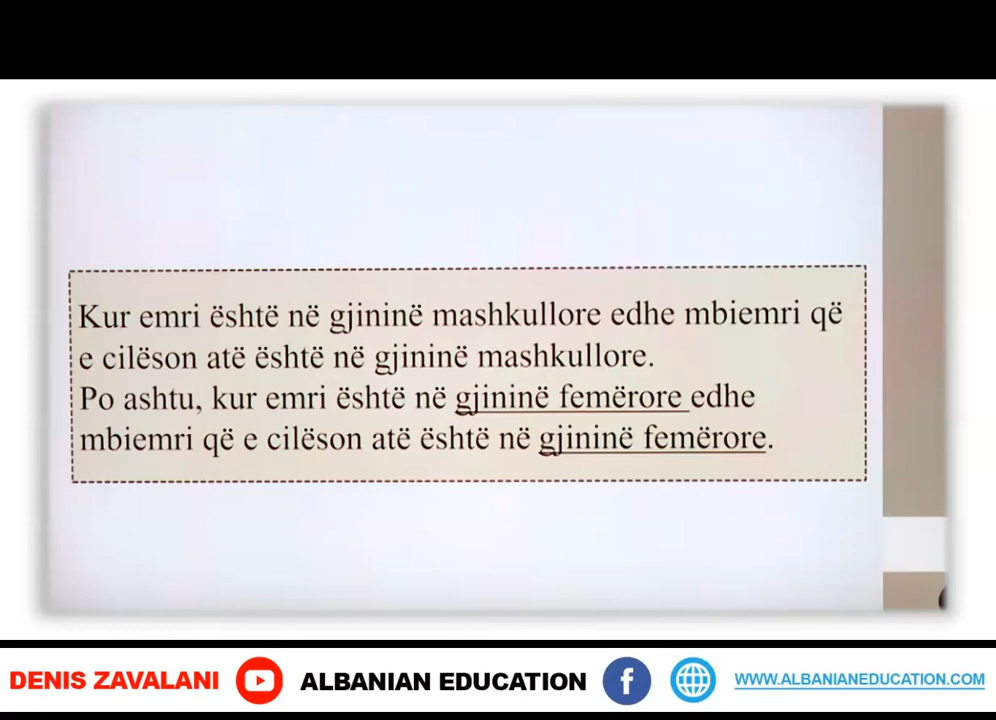 Kur emri është në gjininë mashkullore edhe mbiemri që
e cilëson atë është në gjininë mashkullore.
Po ashtu, kur emri është në gjininë femërore edhe
mbiemri që e cilëson atë është në gjininë femërore.
DENIS ZAVALANI ALBANIAN EDUCATION WWW.ALBANIANEDUCATION.COM